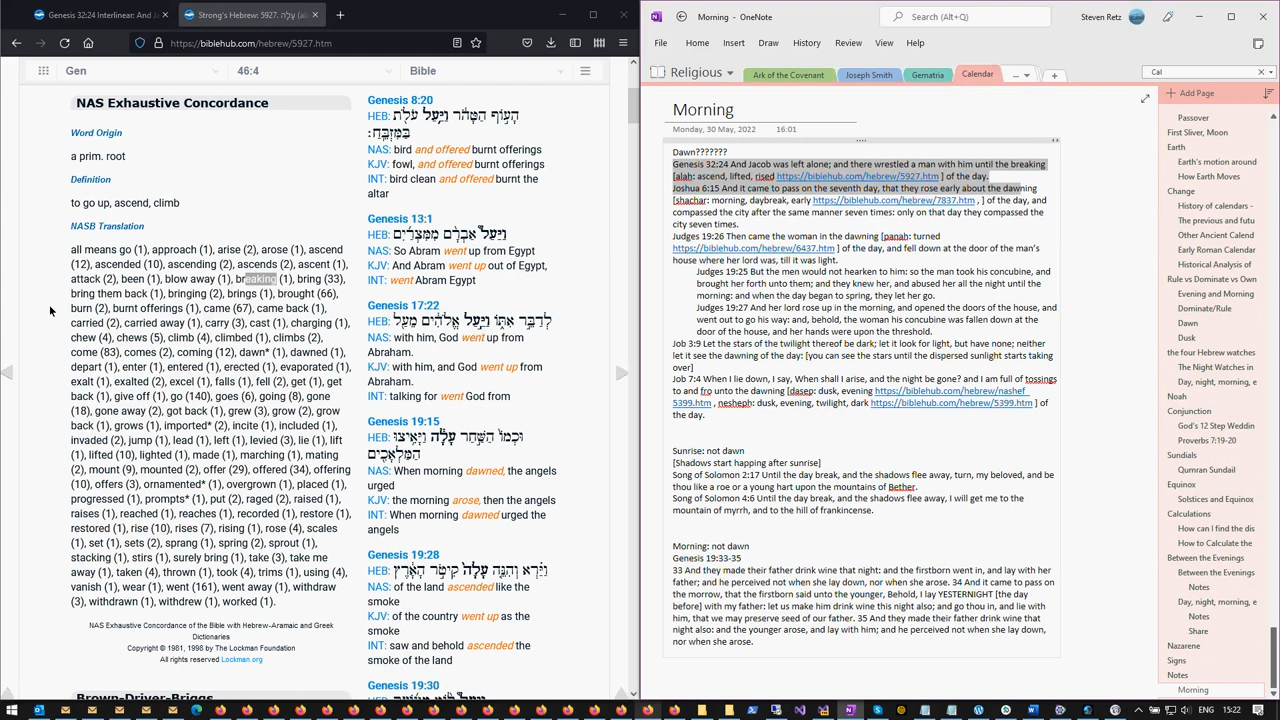 Genesis 32:24 Interlinear: And Ja
Strong's Hebrew: 5927. עָלָה (ala
https://biblehub.com/hebrew/5927.htm
Gen
46:4
Bible
NAS Exhaustive Concordance
Word Origin
a prim. root
Definition
to go up, ascend, climb
NASB Translation
all means go (1), approach (1), arise (2), arose (1), ascend
(12), ascended (10), ascending (2), ascends (2), ascent (1),
attack (2), been (1), blow away (1), breaking (1), bring (33),
bring them back (1), bringing (2), brings (1), brought (66),
burn (2), burnt offerings (1), came (67), came back (1),
carried (2), carried away (1), carry (3), cast (1), charging (1),
chew (4), chews (5), climb (4), climbed (1), climbs (2),
come (83), comes (2), coming (12), dawn* (1), dawned (1),
depart (1), enter (1), entered (1), erected (1), evaporated (1),
exalt (1), exalted (2), excel (1), falls (1), fell (2), get (1), get
back (1), give off (1), go (140), goes (6), going (8), gone
(18), gone away (2), got back (1), grew (3), grow (2), grow
back (1), grows (1), imported* (2), incite (1), included (1),
invaded (2), jump (1), lead (1), left (1), levied (3), lie (1), lift
(1), lifted (10), lighted (1), made (1), marching (1), mating
(2), mount (9), mounted (2), offer (29), offered (34), offering
(10), offers (3), ornamented* (1), overgrown (1), placed (1),
progressed (1), prompts* (1), put (2), raged (2), raised (1),
raises (1), reached (1), reaches (1), recorded (1), restore (1),
restored (1), rise (10), rises (7), rising (1), rose (4), scales
(1), set (1), sets (2), sprang (1), spring (2), sprout (1),
stacking (1), stirs (1), surely bring (1), take (3), take me
away (1), taken (4), thrown (1), took (4), trims (1), using (4),
vanish (1), wear (1), went (161), went away (1), withdraw
(3), withdrawn (1), withdrew (1), worked (1).
NAS Exhaustive Concordance of the Bible with Hebrew-Aramaic and Greek
Dictionaries
Copyright © 1981, 1998 by The Lockman Foundation
All rights reserved Lockman.org
Brown-Driver-Briggs
Genesis 8:20
HEB: הָע֣וֹף הַטָּהֹ֔ר וַיַּ֥עַל עֹלֹ֖ת
בַּמִּזְבֵּֽחַ׃
NAS: bird and offered burnt offerings
KJV: fowl, and offered burnt offerings
INT: bird clean and offered burnt the
altar
Genesis 13:1
HEB: וַיַּעַל֩ אַבְרָ֨ם מִמִּצְרַ֜יִם
NAS: So Abram went up from Egypt
KJV: And Abram went up out of Egypt,
INT: went Abram Egypt
Genesis 17:22
HEB: לְדַבֵּ֣ר אִתּ֑וֹ וַיַּ֣עַל אֱלֹהִ֔ים מֵעַ֖ל
NAS: with him, God went up from
Abraham.
KJV: with him, and God went up from
Abraham.
INT: talking for went God from
Genesis 19:15
HEB: וּכְמוֹ֙ הַשַּׁ֣חַר עָלָ֔ה וַיָּאִ֥יצוּ
הַמַּלְאָכִ֖ים
NAS: When morning dawned, the angels
urged
KJV: the morning arose, then the angels
INT: When morning dawned urged the
angels
Genesis 19:28
HEB: וַיַּ֗רְא וְהִנֵּ֤ה עָלָה֙ קִיטֹ֣ר הָאָ֔רֶץ
NAS: of the land ascended like the
smoke
KJV: of the country went up as the
smoke
INT: saw and behold ascended the
smoke of the land
Genesis 19:30
Morning - OneNote
Search (Alt+Q)
Steven Retz
File Home Insert Draw History Review View Help
Religious
Ark of the Covenant Joseph Smith Gematria Calendar
Cal
Morning
Monday, 30 May, 2022 16:01
Dawn???????
Genesis 32:24 And Jacob was left alone; and there wrestled a man with him until the breaking
[alah: ascend, lifted, rised https://biblehub.com/hebrew/5927.htm ] of the day.
Joshua 6:15 And it came to pass on the seventh day, that they rose early about the dawning
[shachar: morning, daybreak, early https://biblehub.com/hebrew/7837.htm , ] of the day, and
compassed the city after the same manner seven times: only on that day they compassed the
city seven times.
Judges 19:26 Then came the woman in the dawning [panah: turned
https://biblehub.com/hebrew/6437.htm ] of the day, and fell down at the door of the man's
house where her lord was, till it was light.
Judges 19:25 But the men would not hearken to him: so the man took his concubine, and
brought her forth unto them; and they knew her, and abused her all the night until the
morning: and when the day began to spring, they let her go.
Judges 19:27 And her lord rose up in the morning, and opened the doors of the house, and
went out to go his way: and, behold, the woman his concubine was fallen down at the
door of the house, and her hands were upon the threshold.
Job 3:9 Let the stars of the twilight thereof be dark; let it look for light, but have none; neither
let it see the dawning of the day: [you can see the stars until the dispersed sunlight starts taking
over]
Job 7:4 When I lie down, I say, When shall I arise, and the night be gone? and I am full of tossings
to and fro unto the dawning [dasep: dusk, evening https://biblehub.com/hebrew/nashef_
5399.htm , nesheph: dusk, evening, twilight, dark https://biblehub.com/hebrew/5399.htm ] of
the day.
Sunrise: not dawn
[Shadows start happening after sunrise]
Song of Solomon 2:17 Until the day break, and the shadows flee away, turn, my beloved, and be
thou like a roe or a young hart upon the mountains of Bether.
Song of Solomon 4:6 Until the day break, and the shadows flee away, I will get me to the
mountain of myrrh, and to the hill of frankincense.
Morning: not dawn
Genesis 19:33-35
33 And they made their father drink wine that night: and the firstborn went in, and lay with her
father; and he perceived not when she lay down, nor when she arose. 34 And it came to pass on
the morrow, that the firstborn said unto the younger, Behold, I lay YESTERNIGHT [the day
before] with my father: let us make him drink wine this night also; and go thou in, and lie with
him, that we may preserve seed of our father. 35 And they made their father drink wine that
night also: and the younger arose, and lay with him; and he perceived not when she lay down,
nor when she arose.
Add Page
Passover
First Sliver, Moon
Earth
Earth's motion around
How Earth Moves
Change
History of calendars -
The previous and futu
Other Ancient Calend
Early Roman Calendar
Historical Analysis of
Rule vs Dominate vs Own
Evening and Morning
Dominate/Rule
Dawn
Dusk
the four Hebrew watches
The Night Watches in
Day, night, morning, e
Noah
Conjunction
God's 12 Step Weddin
Proverbs 7:19-20
Sundials
Qumran Sundail
Equinox
Solstices and Equinox
Calculations
How can I find the dis
How to Calculate the
Between the Evenings
Between the Evenings
Notes
Day, night, morning, e
Notes
Share
Nazarene
Signs
Notes
Morning
ENG 15:22